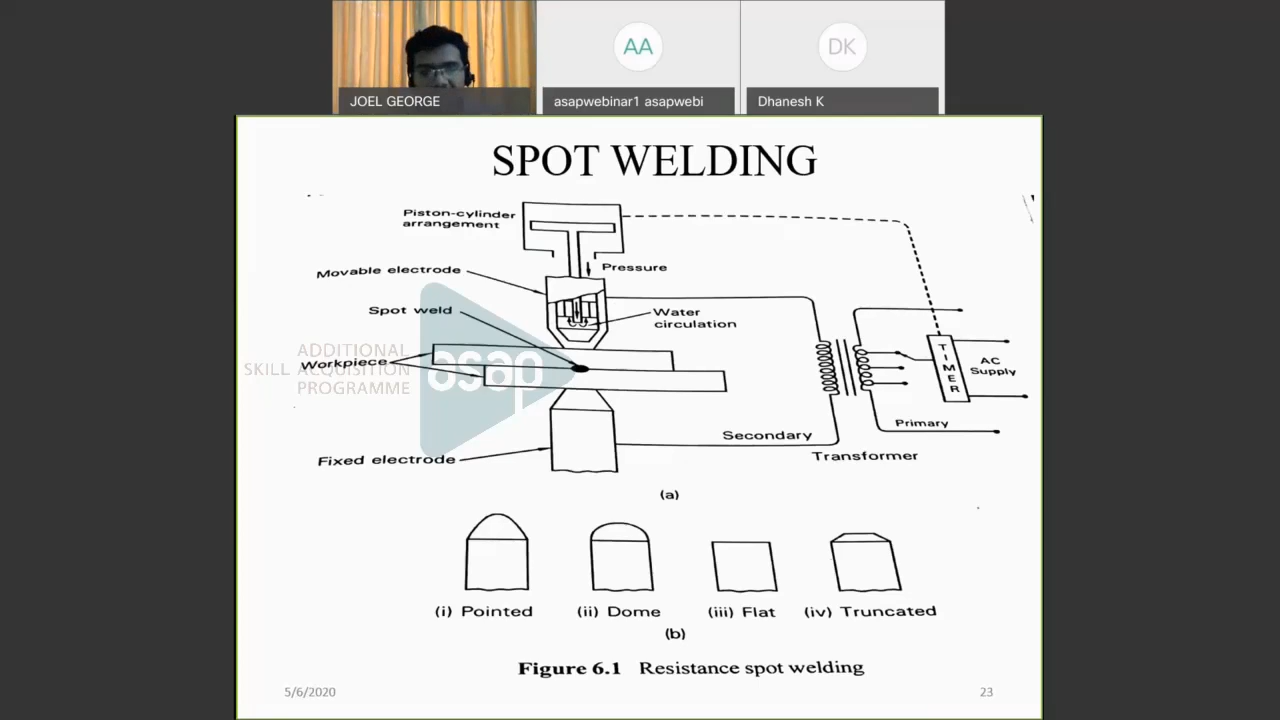 AA
DK
JOEL GEORGE
asapwebinar1 asapwebi
Dhanesh K
SPOT WELDING
Piston-cylinder
arrangement
Pressure
Movable electrode
Water
circulation
Spot weld
ADDITIONAL
SKILL ACQUISITION
PROGRAMME
asap
Workpiece
TIMER
AC
Supply
Primary
Secondary
Transformer
Fixed electrode
(a)
(i) Pointed
(ii) Dome
(iii) Flat
(iv) Truncated
(b)
Figure 6.1 Resistance spot welding
5/6/2020
23